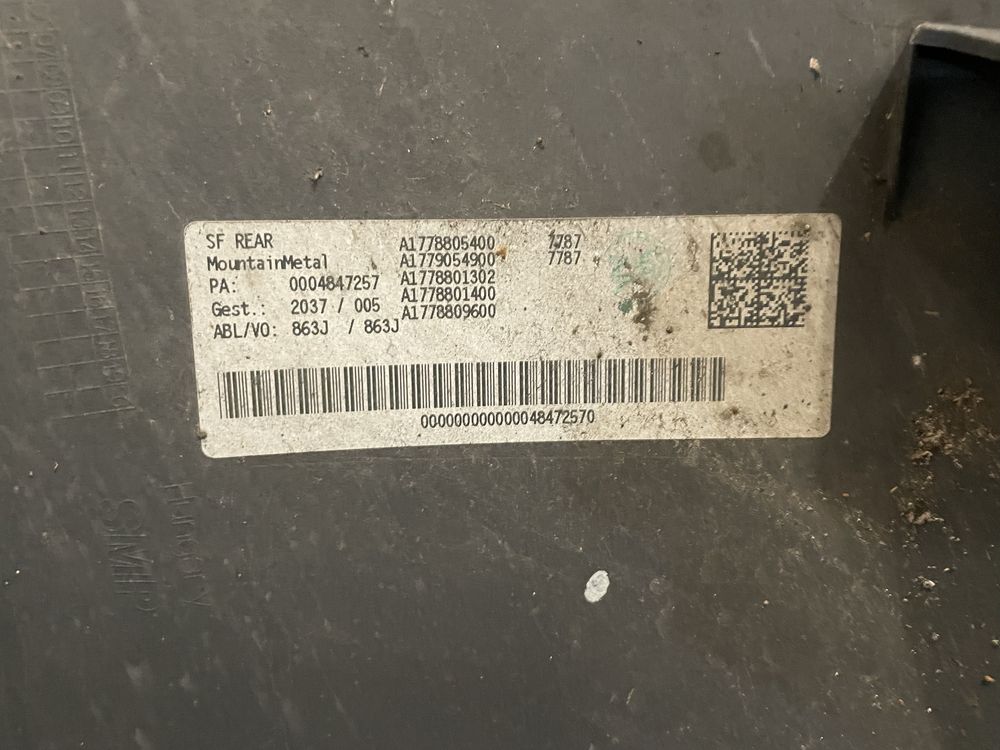 SF REAR
MountainMetal
PA: 0004847257
Gest.: 2037 / 005
ABL/VO: 863J / 863J
A1778805400 7787
A1779054900 7787
A1778801302
A1778801400
A1778809600
000000000000048472570